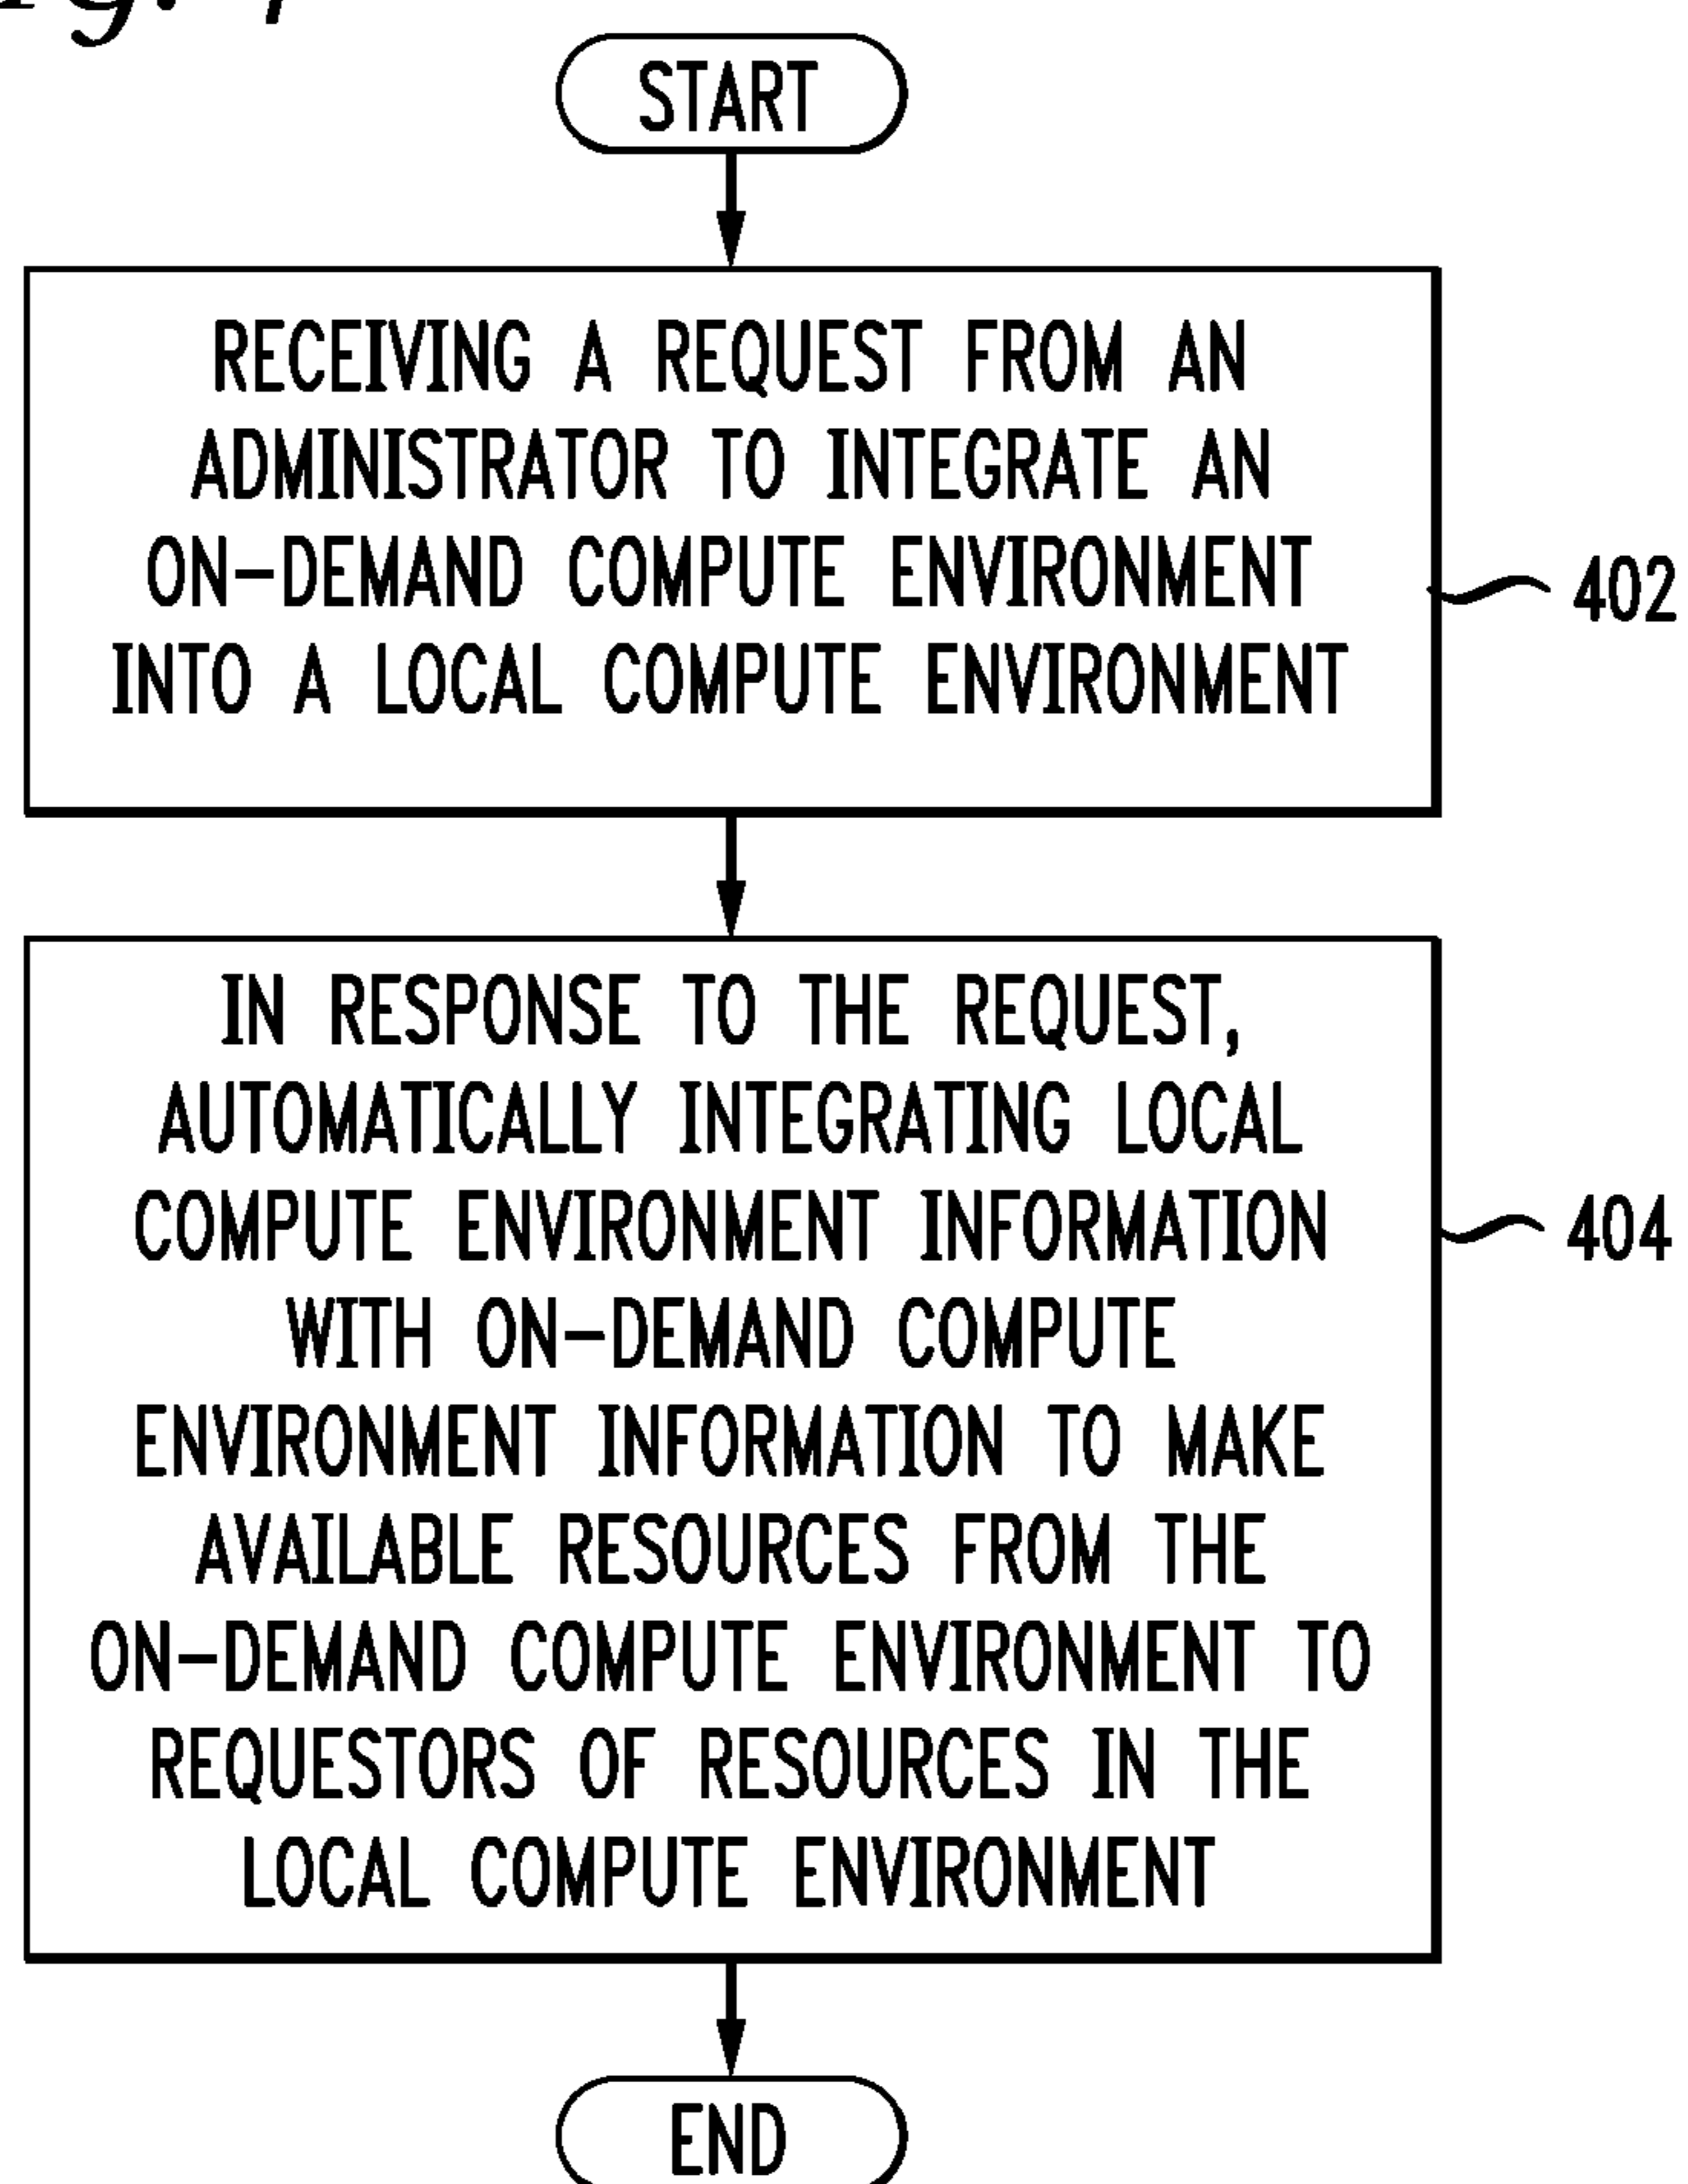 START
RECEIVING A REQUEST FROM AN
ADMINISTRATOR TO INTEGRATE AN
ON-DEMAND COMPUTE ENVIRONMENT
INTO A LOCAL COMPUTE ENVIRONMENT
402
IN RESPONSE TO THE REQUEST,
AUTOMATICALLY INTEGRATING LOCAL
COMPUTE ENVIRONMENT INFORMATION
WITH ON-DEMAND COMPUTE
ENVIRONMENT INFORMATION TO MAKE
AVAILABLE RESOURCES FROM THE
ON-DEMAND COMPUTE ENVIRONMENT TO
REQUESTORS OF RESOURCES IN THE
LOCAL COMPUTE ENVIRONMENT
404
END